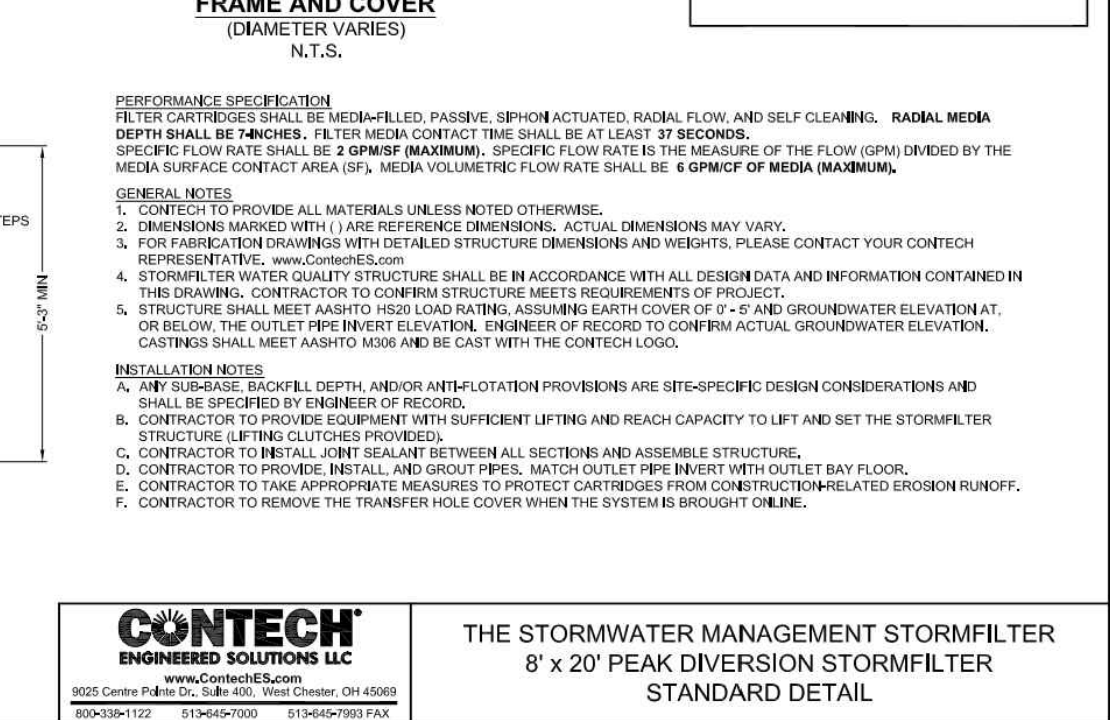 FRAME AND COVER
(DIAMETER VARIES)
N.T.S.
PERFORMANCE SPECIFICATION
FILTER CARTRIDGES SHALL BE MEDIA-FILLED, PASSIVE, SIPHON ACTUATED, RADIAL FLOW, AND SELF CLEANING. RADIAL MEDIA
DEPTH SHALL BE 7-INCHES. FILTER MEDIA CONTACT TIME SHALL BE AT LEAST 37 SECONDS.
SPECIFIC FLOW RATE SHALL BE 2 GPM/SF (MAXIMUM). SPECIFIC FLOW RATE IS THE MEASURE OF THE FLOW (GPM) DIVIDED BY THE
MEDIA SURFACE CONTACT AREA (SF). MEDIA VOLUMETRIC FLOW RATE SHALL BE 6 GPM/CF OF MEDIA (MAXIMUM).
GENERAL NOTES
1. CONTECH TO PROVIDE ALL MATERIALS UNLESS NOTED OTHERWISE.
2. DIMENSIONS MARKED WITH ( ) ARE REFERENCE DIMENSIONS. ACTUAL DIMENSIONS MAY VARY.
3. FOR FABRICATION DRAWINGS WITH DETAILED STRUCTURE DIMENSIONS AND WEIGHTS, PLEASE CONTACT YOUR CONTECH
REPRESENTATIVE. www.ContechES.com
4. STORMFILTER WATER QUALITY STRUCTURE SHALL BE IN ACCORDANCE WITH ALL DESIGN DATA AND INFORMATION CONTAINED IN
THIS DRAWING. CONTRACTOR TO CONFIRM STRUCTURE MEETS REQUIREMENTS OF PROJECT.
5. STRUCTURE SHALL MEET AASHTO HS20 LOAD RATING, ASSUMING EARTH COVER OF 0' - 5' AND GROUNDWATER ELEVATION AT,
OR BELOW, THE OUTLET PIPE INVERT ELEVATION. ENGINEER OF RECORD TO CONFIRM ACTUAL GROUNDWATER ELEVATION.
CASTINGS SHALL MEET AASHTO M306 AND BE CAST WITH THE CONTECH LOGO.
INSTALLATION NOTES
A. ANY SUB-BASE, BACKFILL DEPTH, AND/OR ANTI-FLOTATION PROVISIONS ARE SITE-SPECIFIC DESIGN CONSIDERATIONS AND
SHALL BE SPECIFIED BY ENGINEER OF RECORD.
B. CONTRACTOR TO PROVIDE EQUIPMENT WITH SUFFICIENT LIFTING AND REACH CAPACITY TO LIFT AND SET THE STORMFILTER
STRUCTURE (LIFTING CLUTCHES PROVIDED).
C. CONTRACTOR TO INSTALL JOINT SEALANT BETWEEN ALL SECTIONS AND ASSEMBLE STRUCTURE.
D. CONTRACTOR TO PROVIDE, INSTALL, AND GROUT PIPES. MATCH OUTLET PIPE INVERT WITH OUTLET BAY FLOOR.
E. CONTRACTOR TO TAKE APPROPRIATE MEASURES TO PROTECT CARTRIDGES FROM CONSTRUCTION-RELATED EROSION RUNOFF.
F. CONTRACTOR TO REMOVE THE TRANSFER HOLE COVER WHEN THE SYSTEM IS BROUGHT ONLINE.
TEPS
5'-3" MIN
CONTECH
ENGINEERED SOLUTIONS LLC
www.ContechES.com
9025 Centre Pointe Dr., Suite 400, West Chester, OH 45069
800-338-1122 513-645-7000 513-645-7993 FAX
THE STORMWATER MANAGEMENT STORMFILTER
8' x 20' PEAK DIVERSION STORMFILTER
STANDARD DETAIL